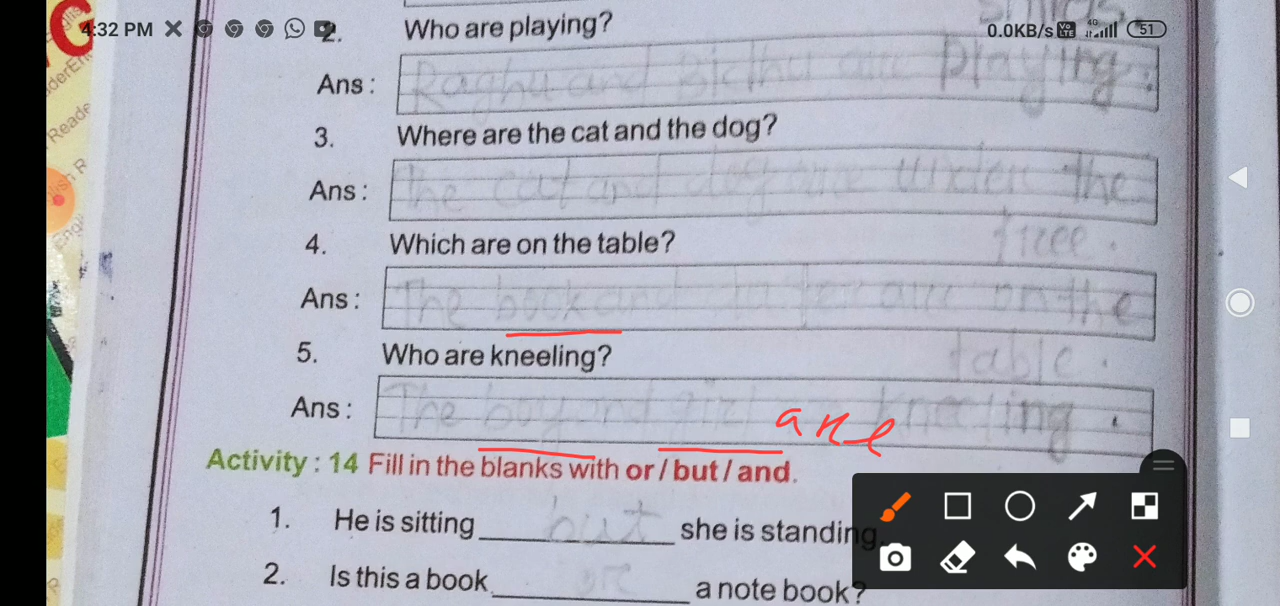 4:32 PM
0.0KB/s
4G
51
2. Who are playing?
Ans : Raghu and are playing.
3. Where are the cat and the dog?
Ans : The cat and dog are under the
tree.
4. Which are on the table?
Ans : The book and are on the
table.
5. Who are kneeling?
Ans : The boy and girl are kneeling.
are
Activity : 14 Fill in the blanks with or / but / and.
1. He is sitting but she is standing.
2. Is this a book or a note book?